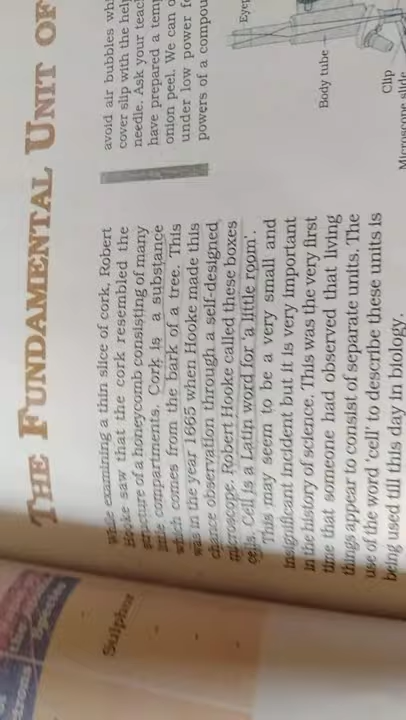 THE FUNDAMENTAL UNIT OF
While examining a thin slice of cork, Robert
Hooke saw that the cork resembled the
structure of a honeycomb consisting of many
little compartments. Cork is a substance
which comes from the bark of a tree. This
was in the year 1665 when Hooke made this
chance observation through a self-designed
microscope. Robert Hooke called these boxes
cells. Cell is a Latin word for 'a little room'.
This may seem to be a very small and
insignificant incident but it is very important
in the history of science. This was the very first
time that someone had observed that living
things appear to consist of separate units. The
use of the word 'cell' to describe these units is
being used till this day in biology.
avoid air bubbles
cover slip with the
needle. Ask your
have prepared a
onion peel. We can
under low power
powers of a
Body tube
Clip
Microscope slide
Sulphur